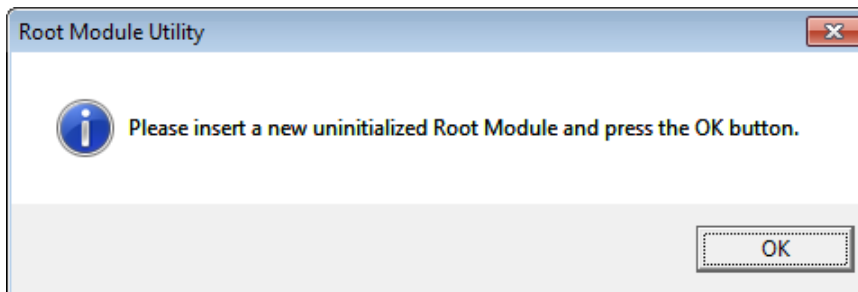 Root Module Utility
Please insert a new uninitialized Root Module and press the OK button.
OK